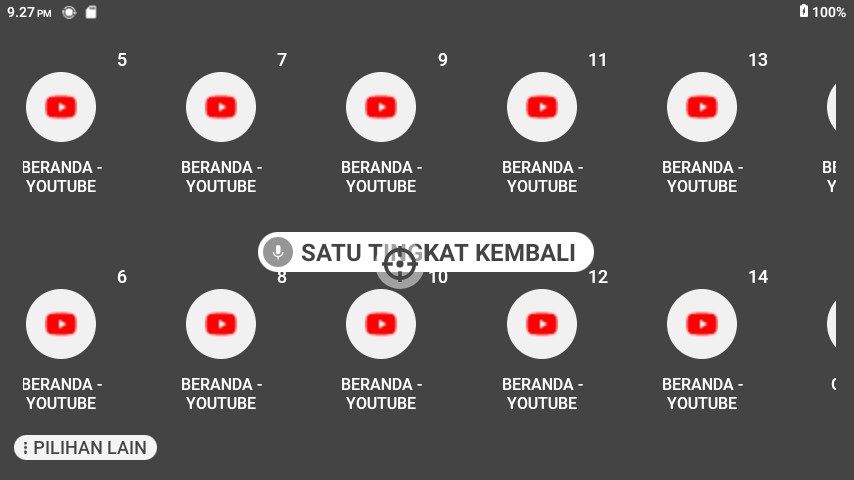 9.27 PM
100%
5
7
9
11
13
BERANDA -
YOUTUBE
BERANDA -
YOUTUBE
BERANDA -
YOUTUBE
BERANDA -
YOUTUBE
BERANDA -
YOUTUBE
SATU TINGKAT KEMBALI
6
8
10
12
14
BERANDA -
YOUTUBE
BERANDA -
YOUTUBE
BERANDA -
YOUTUBE
BERANDA -
YOUTUBE
BERANDA -
YOUTUBE
PILIHAN LAIN